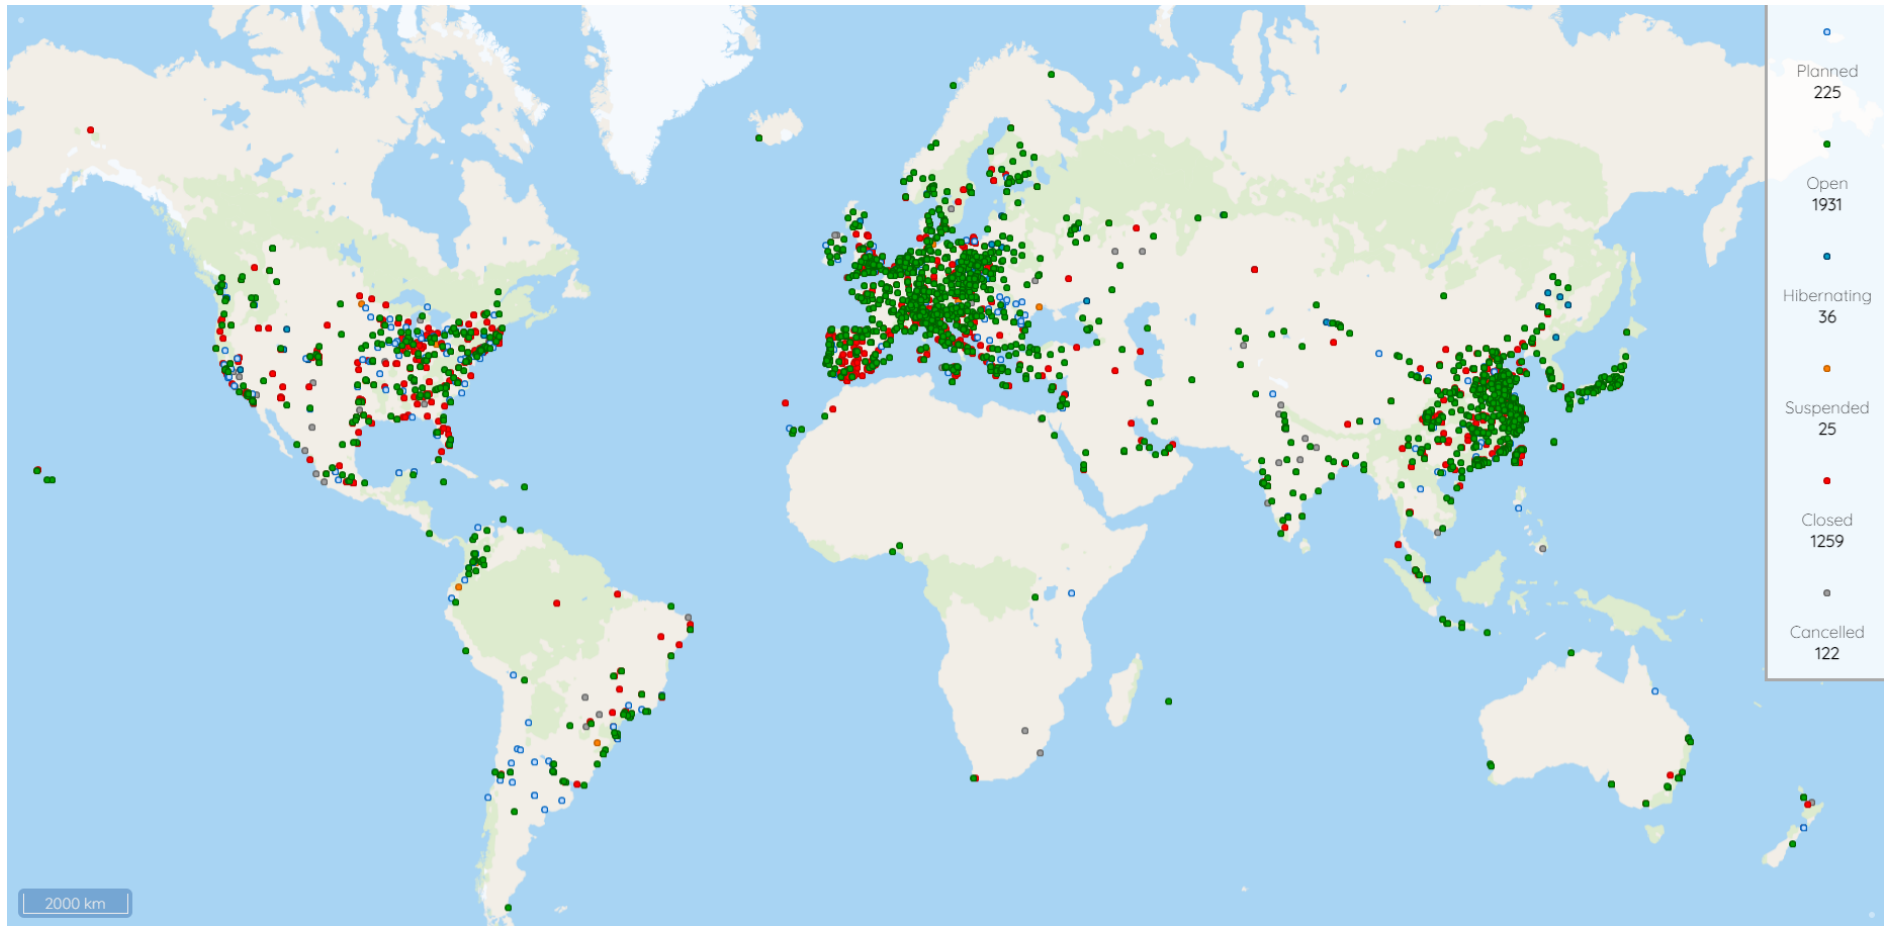 Planned
225
Open
1931
Hibernating
36
Suspended
25
Closed
1259
Cancelled
122
2000 km